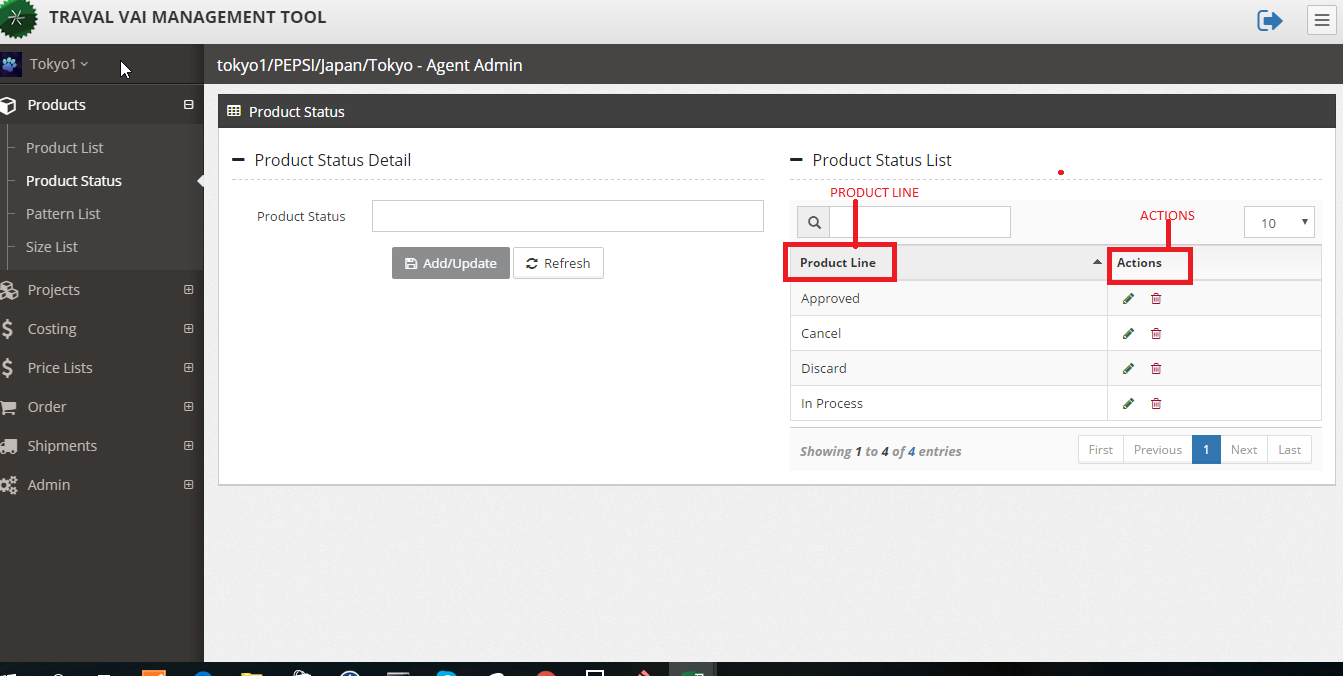 TRAVAL VAI MANAGEMENT TOOL
Tokyo1
tokyo1/PEPSI/Japan/Tokyo - Agent Admin
Products
Product List
Product Status
Pattern List
Size List
Projects
Costing
Price Lists
Order
Shipments
Admin
Product Status
Product Status Detail
Product Status
Add/Update
Refresh
Product Status List
PRODUCT LINE
ACTIONS
10
Product Line
Actions
Approved
Cancel
Discard
In Process
Showing 1 to 4 of 4 entries
First Previous 1 Next Last